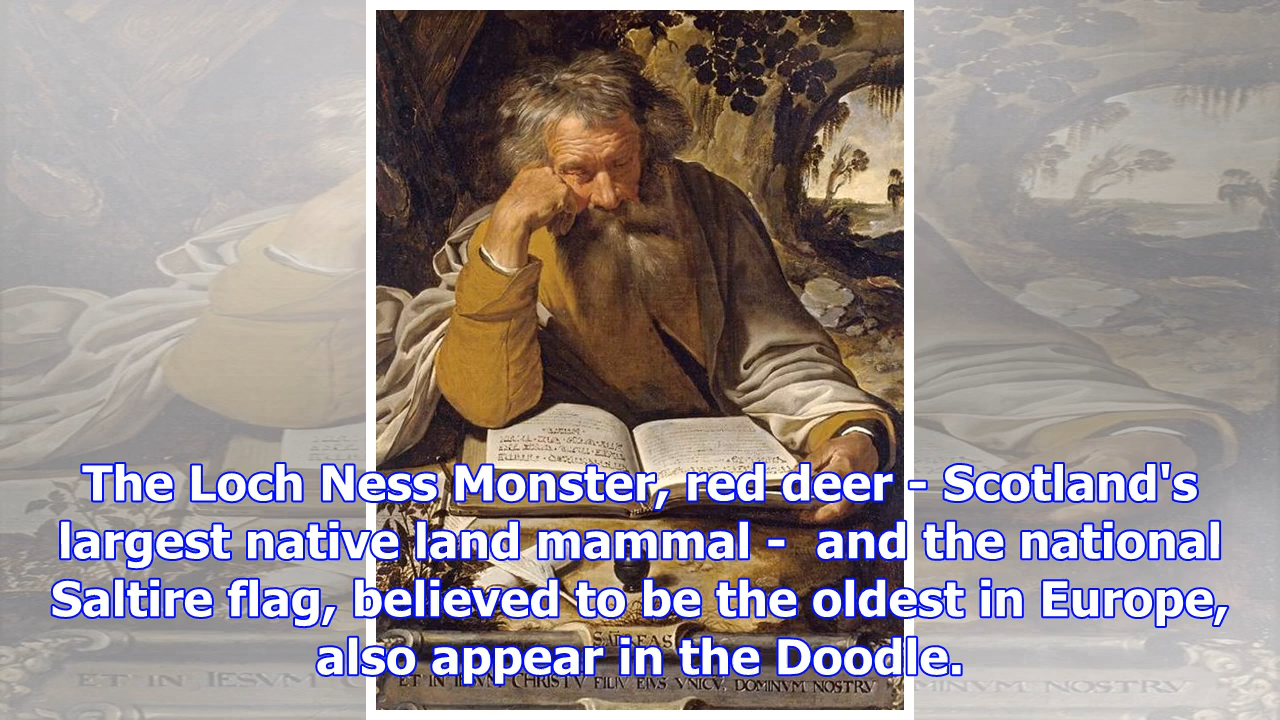 The Loch Ness Monster, red deer - Scotland's
largest native land mammal -  and the national
Saltire flag, believed to be the oldest in Europe,
also appear in the Doodle.
ET IN IESVM CHRISTV FILIV EIVS VNICV, DOMINVM NOSTRV